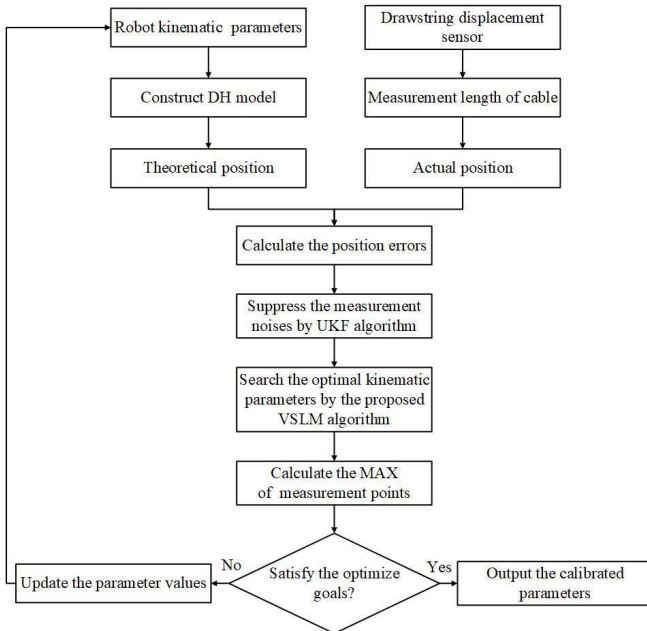 Robot kinematic parameters
Drawstring displacement
sensor
Construct DH model
Measurement length of cable
Theoretical position
Actual position
Calculate the position errors
Suppress the measurement
noises by UKF algorithm
Search the optimal kinematic
parameters by the proposed
VSLM algorithm
Calculate the MAX
of measurement points
No
Satisfy the optimize
goals?
Yes
Update the parameter values
Output the calibrated
parameters